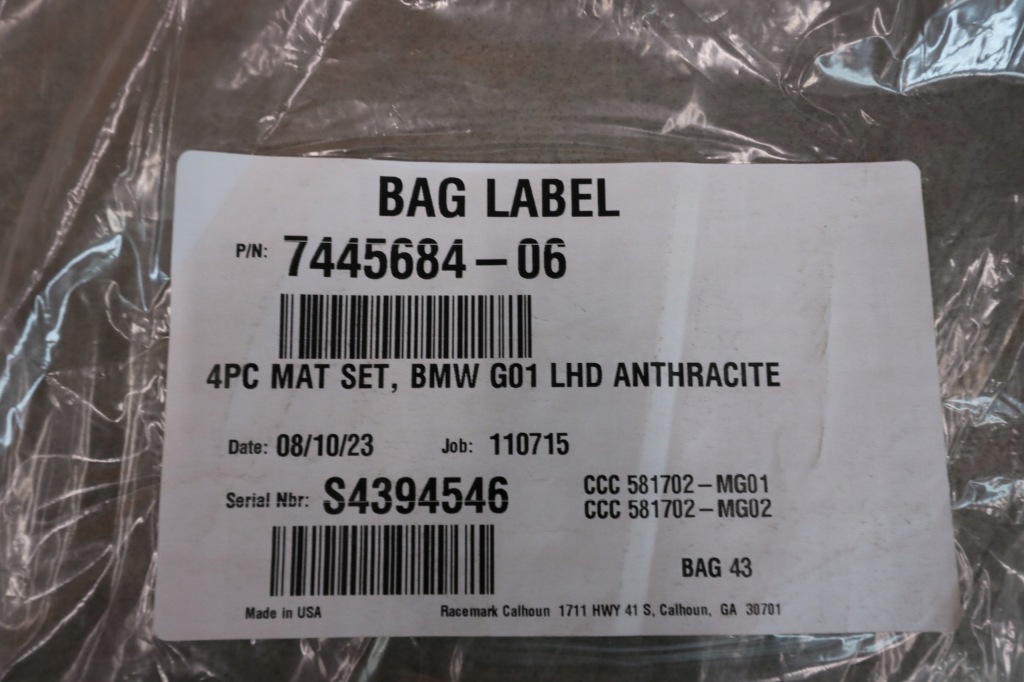 BAG LABEL
P/N: 7445684-06
4PC MAT SET, BMW G01 LHD ANTHRACITE
Date: 08/10/23 Job: 110715
Serial Nbr: S4394546 CCC 581702-MG01
CCC 581702-MG02
BAG 43
Made in USA Racemark Calhoun 1711 HWY 41 S, Calhoun, GA 30701